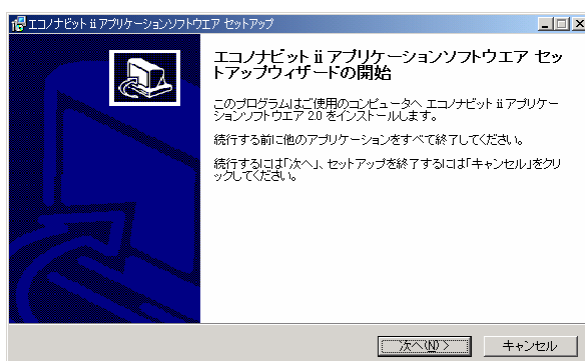 エコノナビット ii アプリケーションソフトウエア セットアップ
エコノナビット ii アプリケーションソフトウエア セッ
トアップウィザードの開始
このプログラムはご使用のコンピュータへ エコノナビット ii アプリケー
ションソフトウエア 2.0 をインストールします。
続行する前に他のアプリケーションをすべて終了してください。
続行するには「次へ」、セットアップを終了するには「キャンセル」をクリ
ックしてください。
次へ(N) >
キャンセル